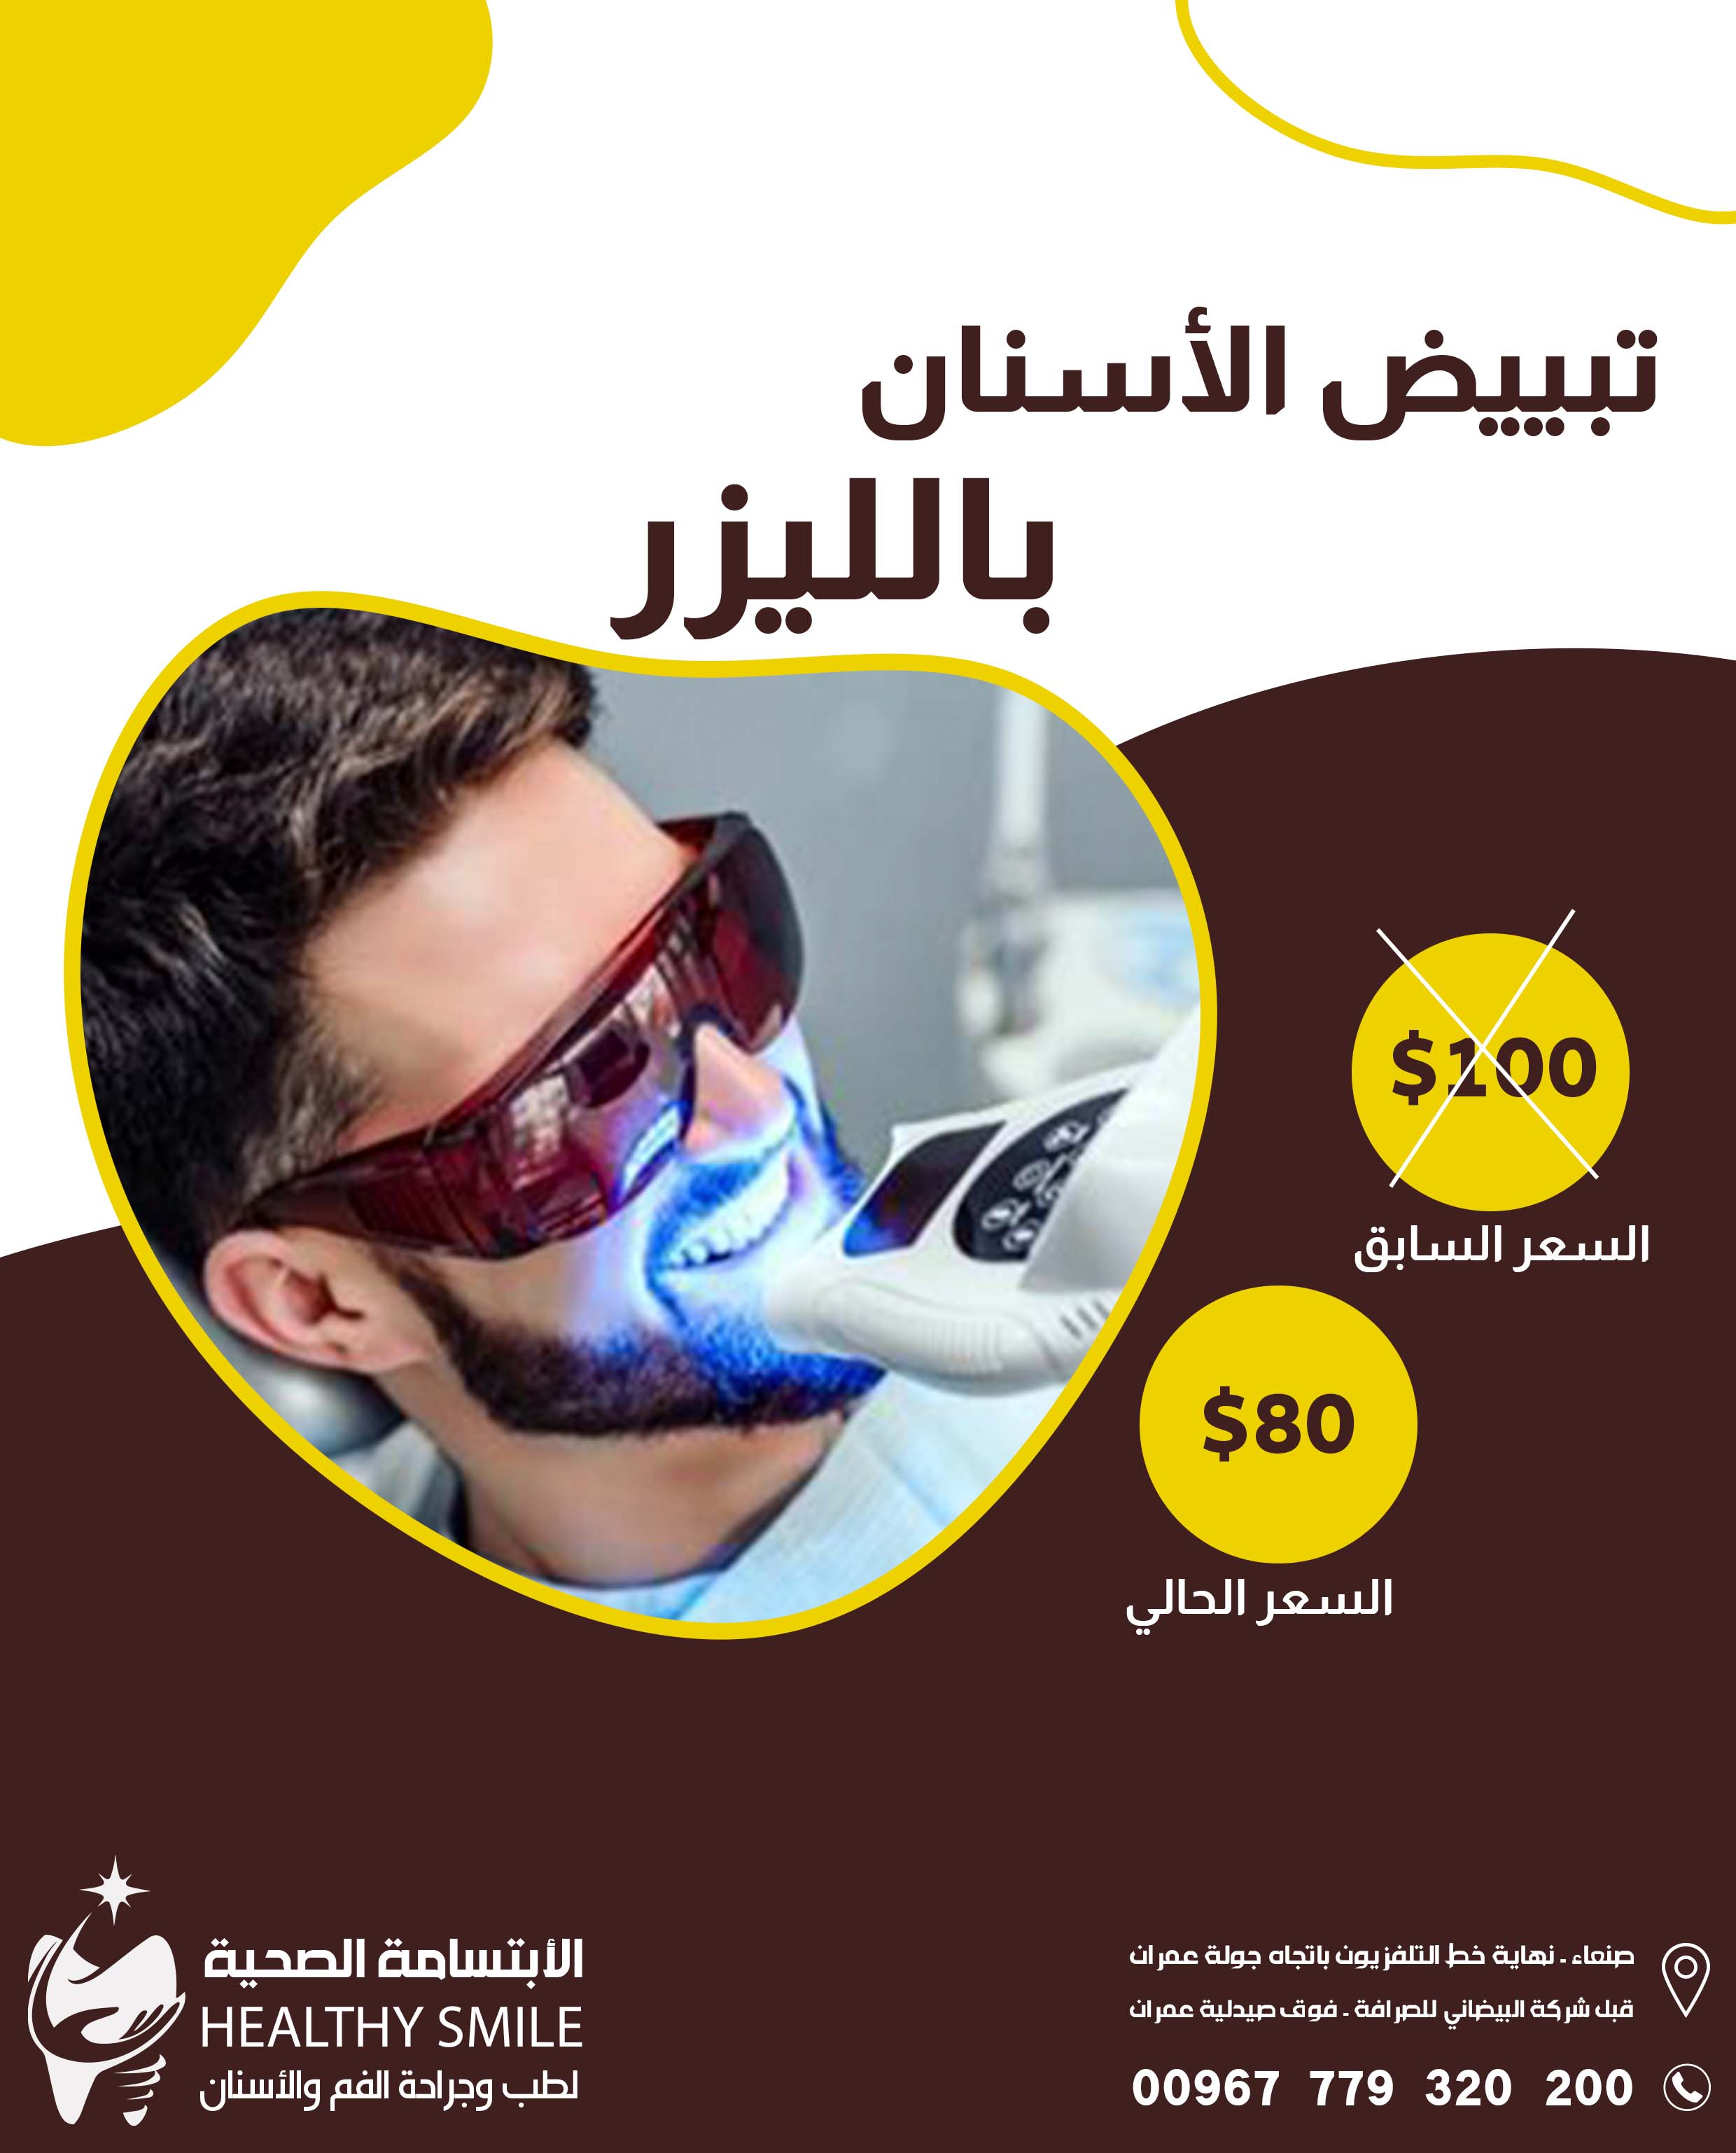 تبييض الأسنان
بالليزر
$100
السعر السابق
$80
السعر الحالي
صنعاء - نهاية خط التلفزيون باتجاه جولة عمران
قبل شركة البيضاني للصرافة - فوق صيدلية عمران
00967 779 320 200
الأبتسامة الصحية
HEALTHY SMILE
لطب وجراحة الفم والأسنان